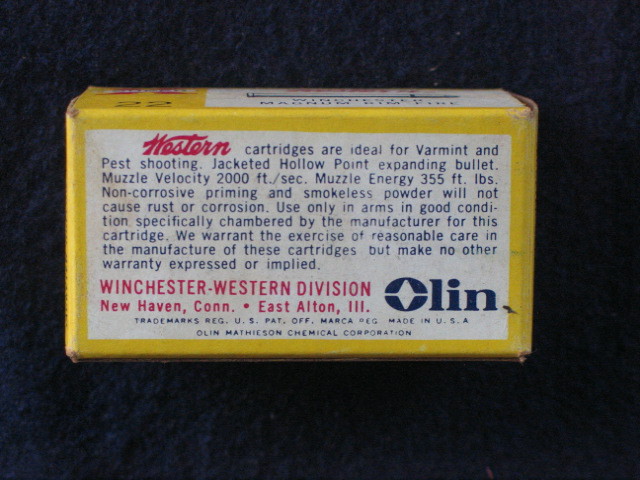 22
WINCHESTER
MAGNUM RIM FIRE
Western cartridges are ideal for Varmint and
Pest shooting. Jacketed Hollow Point expanding bullet.
Muzzle Velocity 2000 ft./sec. Muzzle Energy 355 ft. lbs.
Non-corrosive priming and smokeless powder will not
cause rust or corrosion. Use only in arms in good condi-
tion specifically chambered by the manufacturer for this
cartridge. We warrant the exercise of reasonable care in
the manufacture of these cartridges but make no other
warranty expressed or implied.
WINCHESTER-WESTERN DIVISION
New Haven, Conn. • East Alton, Ill.
Olin
TRADEMARKS REG. U. S. PAT. OFF. MARCA REG. MADE IN U. S. A
OLIN MATHIESON CHEMICAL CORPORATION